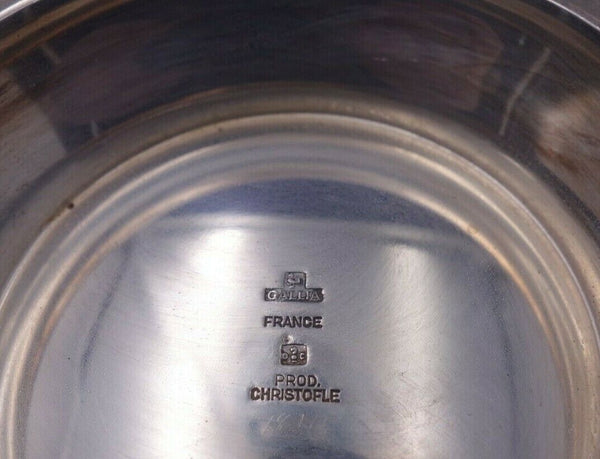 GALLIA
FRANCE
PROD.
CHRISTOFLE